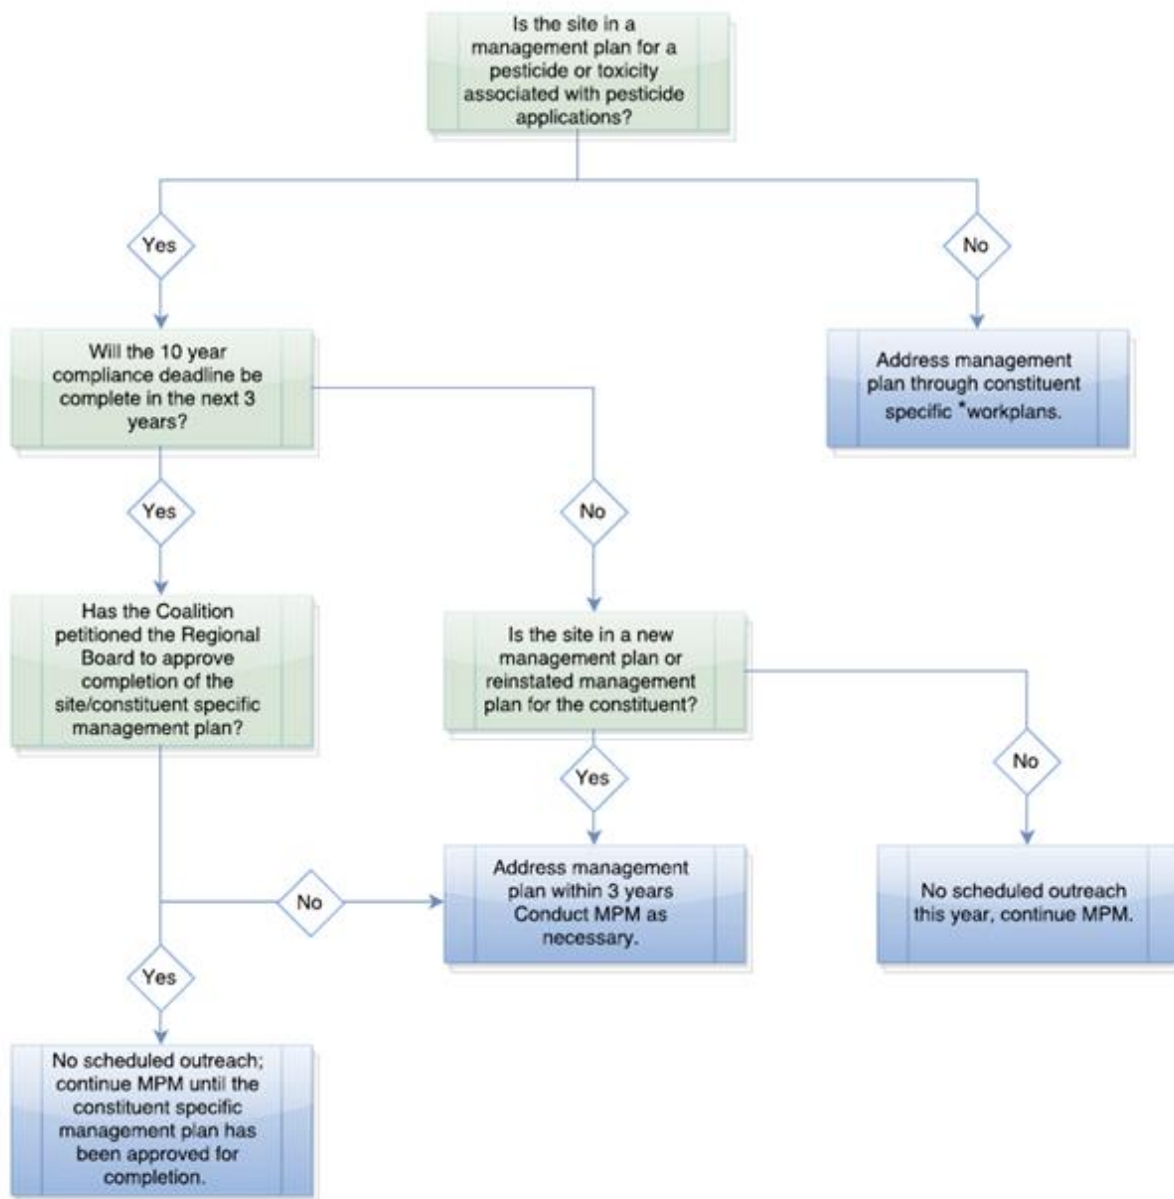 Is the site in a
management plan for a
pesticide or toxicity
associated with pesticide
applications?
Yes
No
Will the 10 year
compliance deadline be
complete in the next 3
years?
Address management
plan through constituent
specific *workplans.
Yes
No
Has the Coalition
petitioned the Regional
Board to approve
completion of the
site/constituent specific
management plan?
Is the site in a new
management plan or
reinstated management
plan for the constituent?
Yes
No
Address management
plan within 3 years
Conduct MPM as
necessary.
No scheduled outreach
this year, continue MPM.
No
Yes
No scheduled outreach;
continue MPM until the
constituent specific
management plan has
been approved for
completion.